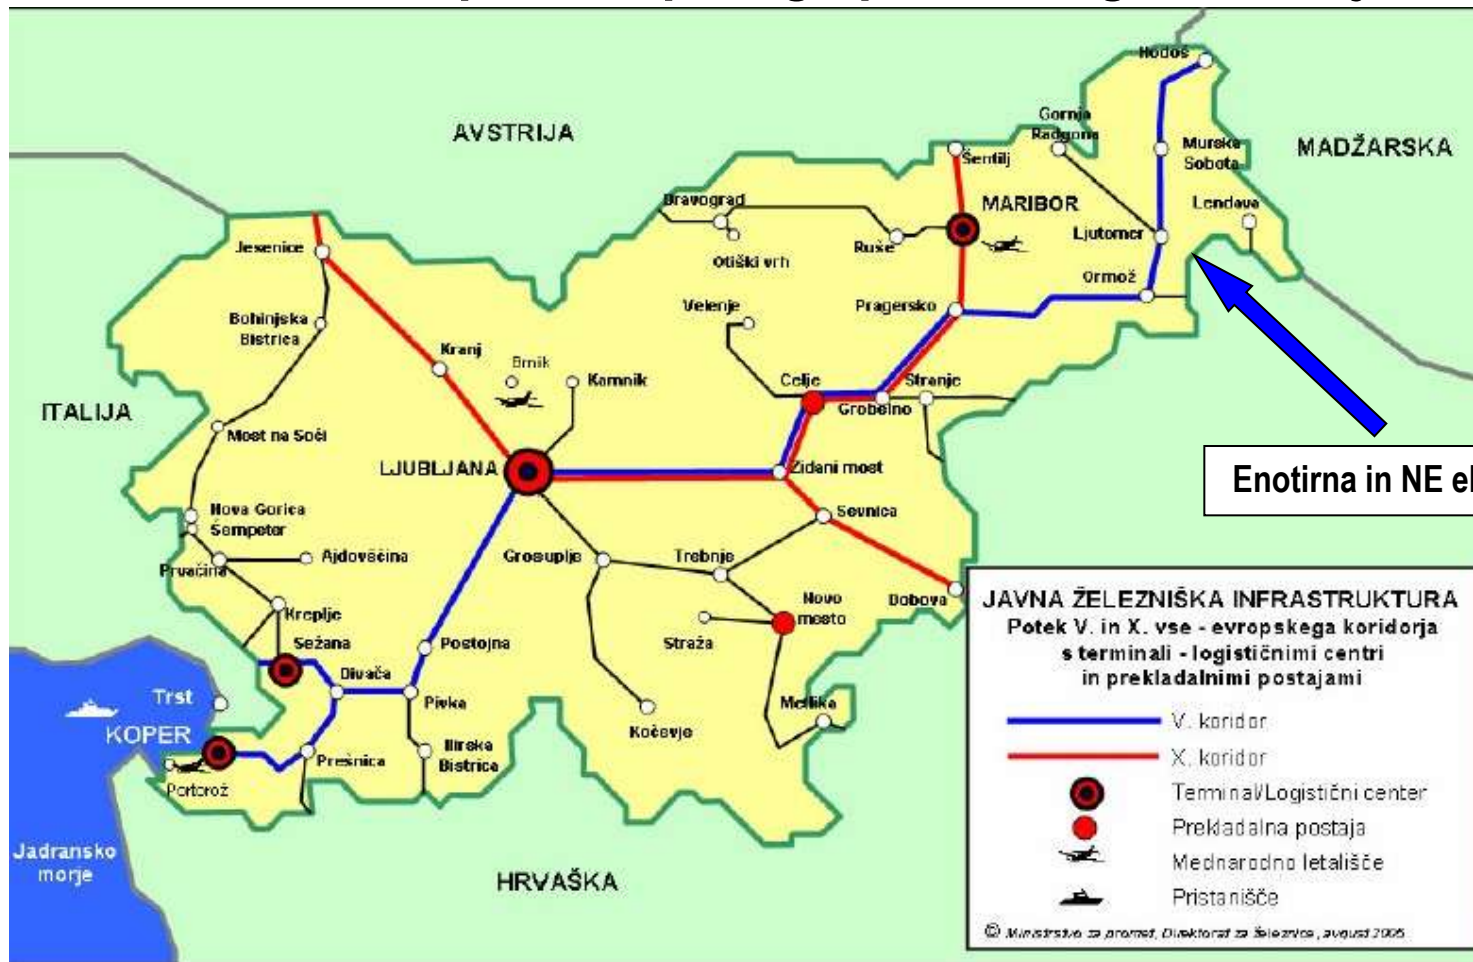 Hodoš
AVSTRIJA
Gornja
Radgona
Šentilj
Murska
Sobota
MADŽARSKA
Dravograd
MARIBOR
Lendava
Jesenice
Ruše
Ljutomer
Otiški vrh
Ormož
Velenje
Pragersko
Bohinjska
Bistrica
Kranj
Brnik
Kamnik
Celje
Stranje
ITALIJA
Grobelno
Most na Soči
LJUBLJANA
Zidani most
Enotirna in NE el
Nova Gorica
Šempeter
Sevnica
Prvačina
Ajdovščina
Grosuplje
Trebnje
Kreplje
Novo
mesto
Dobova
Sežana
Postojna
Straža
Divača
Trst
Pivka
Metlika
KOPER
Kočevje
Prešnica
Ilirska
Bistrica
Portorož
Jadransko
morje
HRVAŠKA
JAVNA ŽELEZNIŠKA INFRASTRUKTURA
Potek V. in X. vse - evropskega koridorja
s terminali - logističnimi centri
in prekladalnimi postajami
V. koridor
X. koridor
Terminal/Logistični center
Prekladalna postaja
Mednarodno letališče
Pristanišče
© Ministrstvo za promet, Direktorat za železnice, avgust 2005